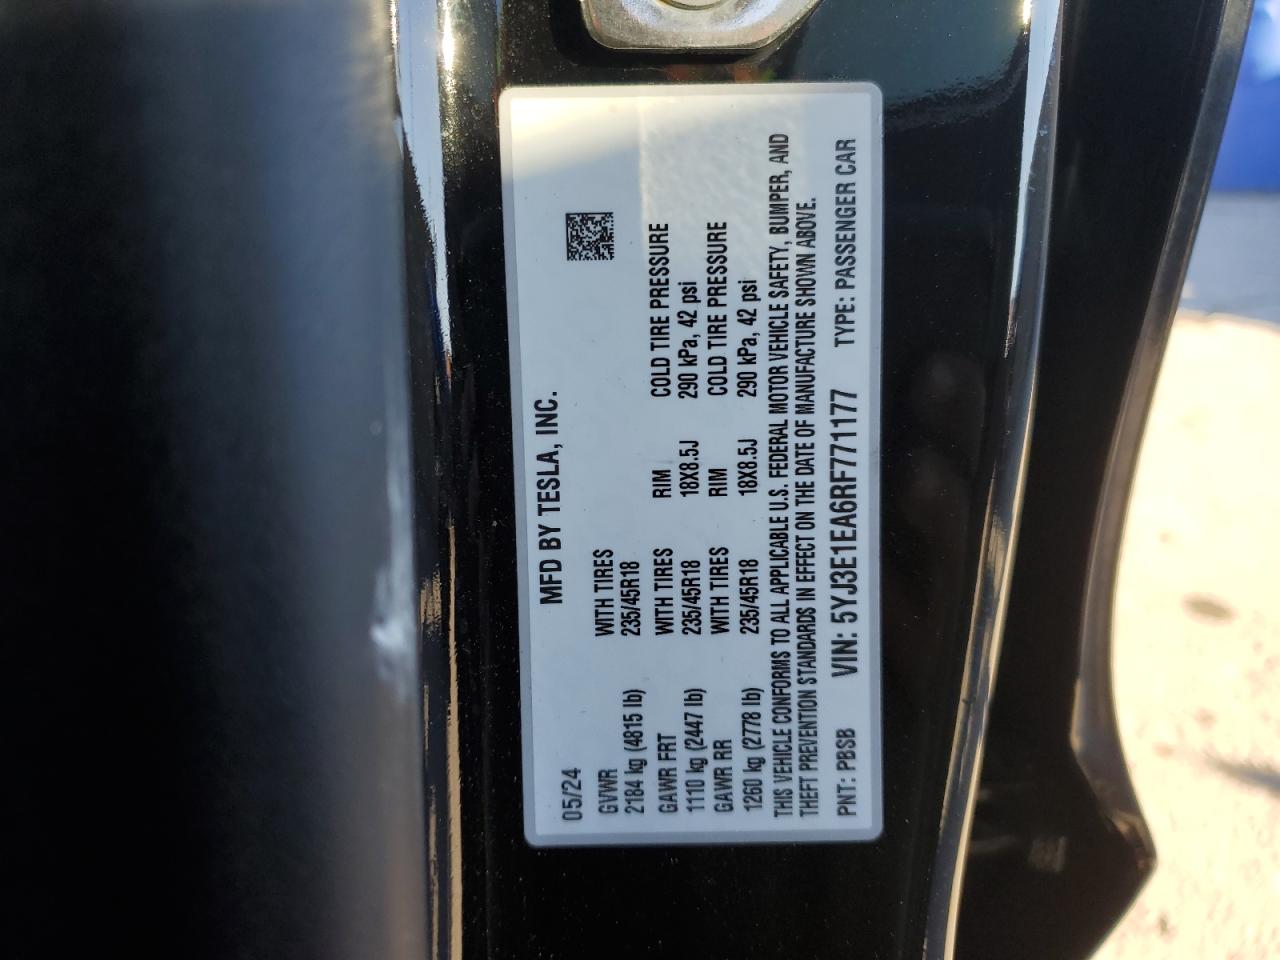 MFD BY TESLA, INC.
05/24
GVWR WITH TIRES
2184 kg (4815 lb) 235/45R18
GAWR FRT WITH TIRES RIM COLD TIRE PRESSURE
1110 kg (2447 lb) 235/45R18 18X8.5J 290 kPa, 42 psi
GAWR RR WITH TIRES RIM COLD TIRE PRESSURE
1260 kg (2778 lb) 235/45R18 18X8.5J 290 kPa, 42 psi
THIS VEHICLE CONFORMS TO ALL APPLICABLE U.S. FEDERAL MOTOR VEHICLE SAFETY, BUMPER, AND
THEFT PREVENTION STANDARDS IN EFFECT ON THE DATE OF MANUFACTURE SHOWN ABOVE.
PNT: PBSB VIN: 5YJ3E1EA6RF771177 TYPE: PASSENGER CAR